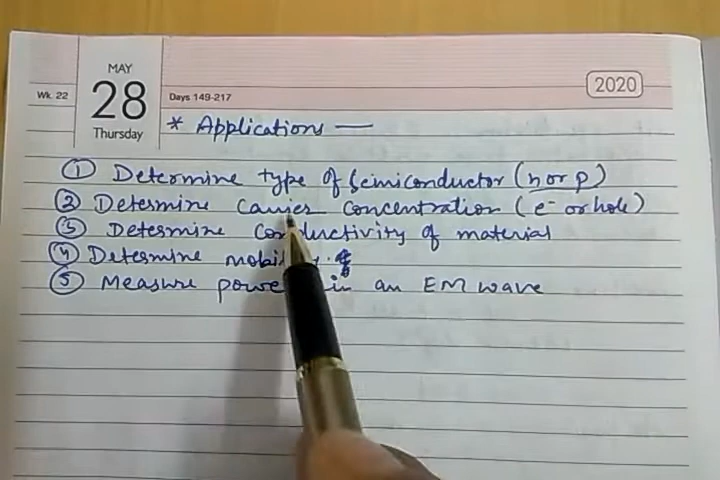 MAY
Wk. 22
28
Days 149-217
2020
Thursday
* Applications —
① Determine type of semiconductor (n or p)
② Determine carrier concentration (e⁻ or hole)
③ Determine conductivity of material
④ Determine
⑤ Measure power in an EM wave